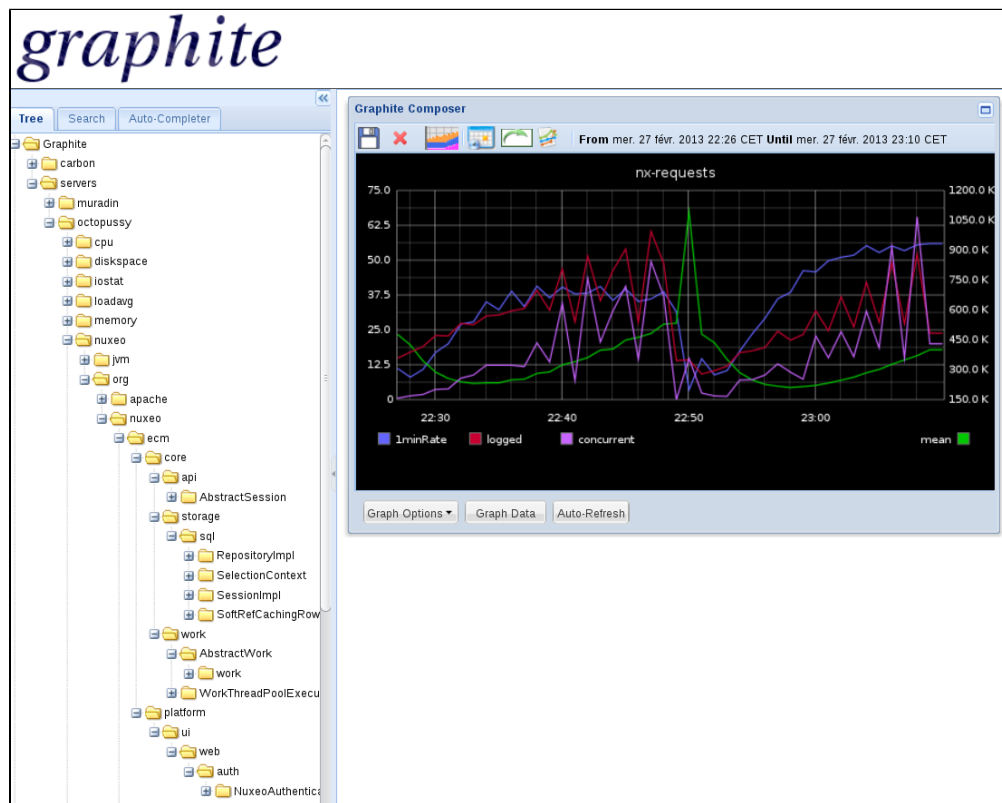 graphite
Tree Search Auto-Completer
Graphite
carbon
servers
muradin
octopussy
cpu
diskspace
iostat
loadavg
memory
nuxeo
jvm
org
apache
nuxeo
ecm
core
api
AbstractSession
storage
sql
RepositoryImpl
SelectionContext
SessionImpl
SoftRefCachingRow
work
AbstractWork
work
WorkThreadPoolExecu
platform
ui
web
auth
NuxeoAuthentica
Graphite Composer
From mer. 27 févr. 2013 22:26 CET Until mer. 27 févr. 2013 23:10 CET
nx-requests
75.0 1200.0 K
62.5 1050.0 K
50.0 900.0 K
37.5 750.0 K
25.0 600.0 K
12.5 450.0 K
0 300.0 K
150.0 K
22:30 22:40 22:50 23:00
1minRate logged concurrent mean
Graph Options Graph Data Auto-Refresh